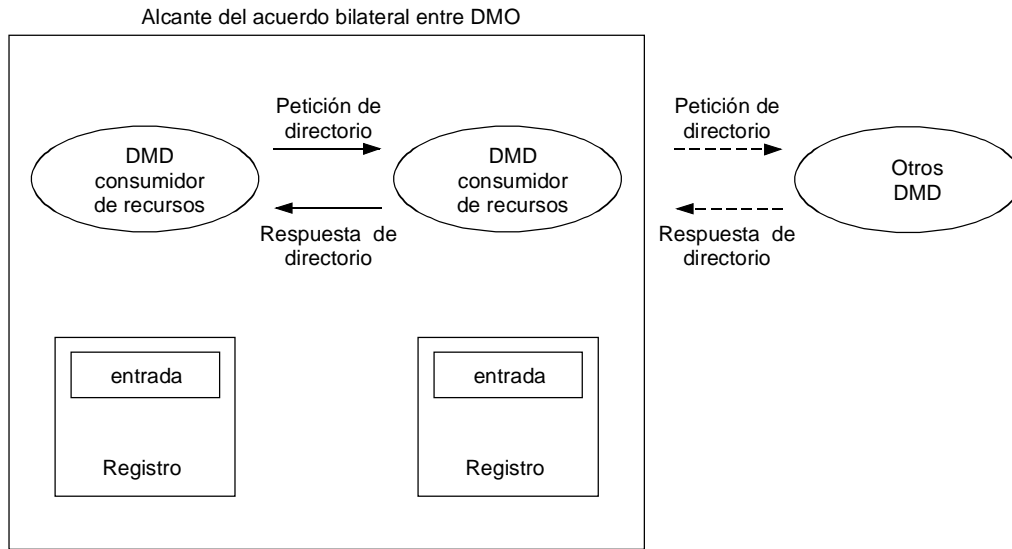 Alcante del acuerdo bilateral entre DMO
Petición de
directorio
Petición de
directorio
DMD
consumidor
de recursos
DMD
consumidor
de recursos
Otros
DMD
Respuesta de
directorio
Respuesta de
directorio
entrada
entrada
Registro
Registro